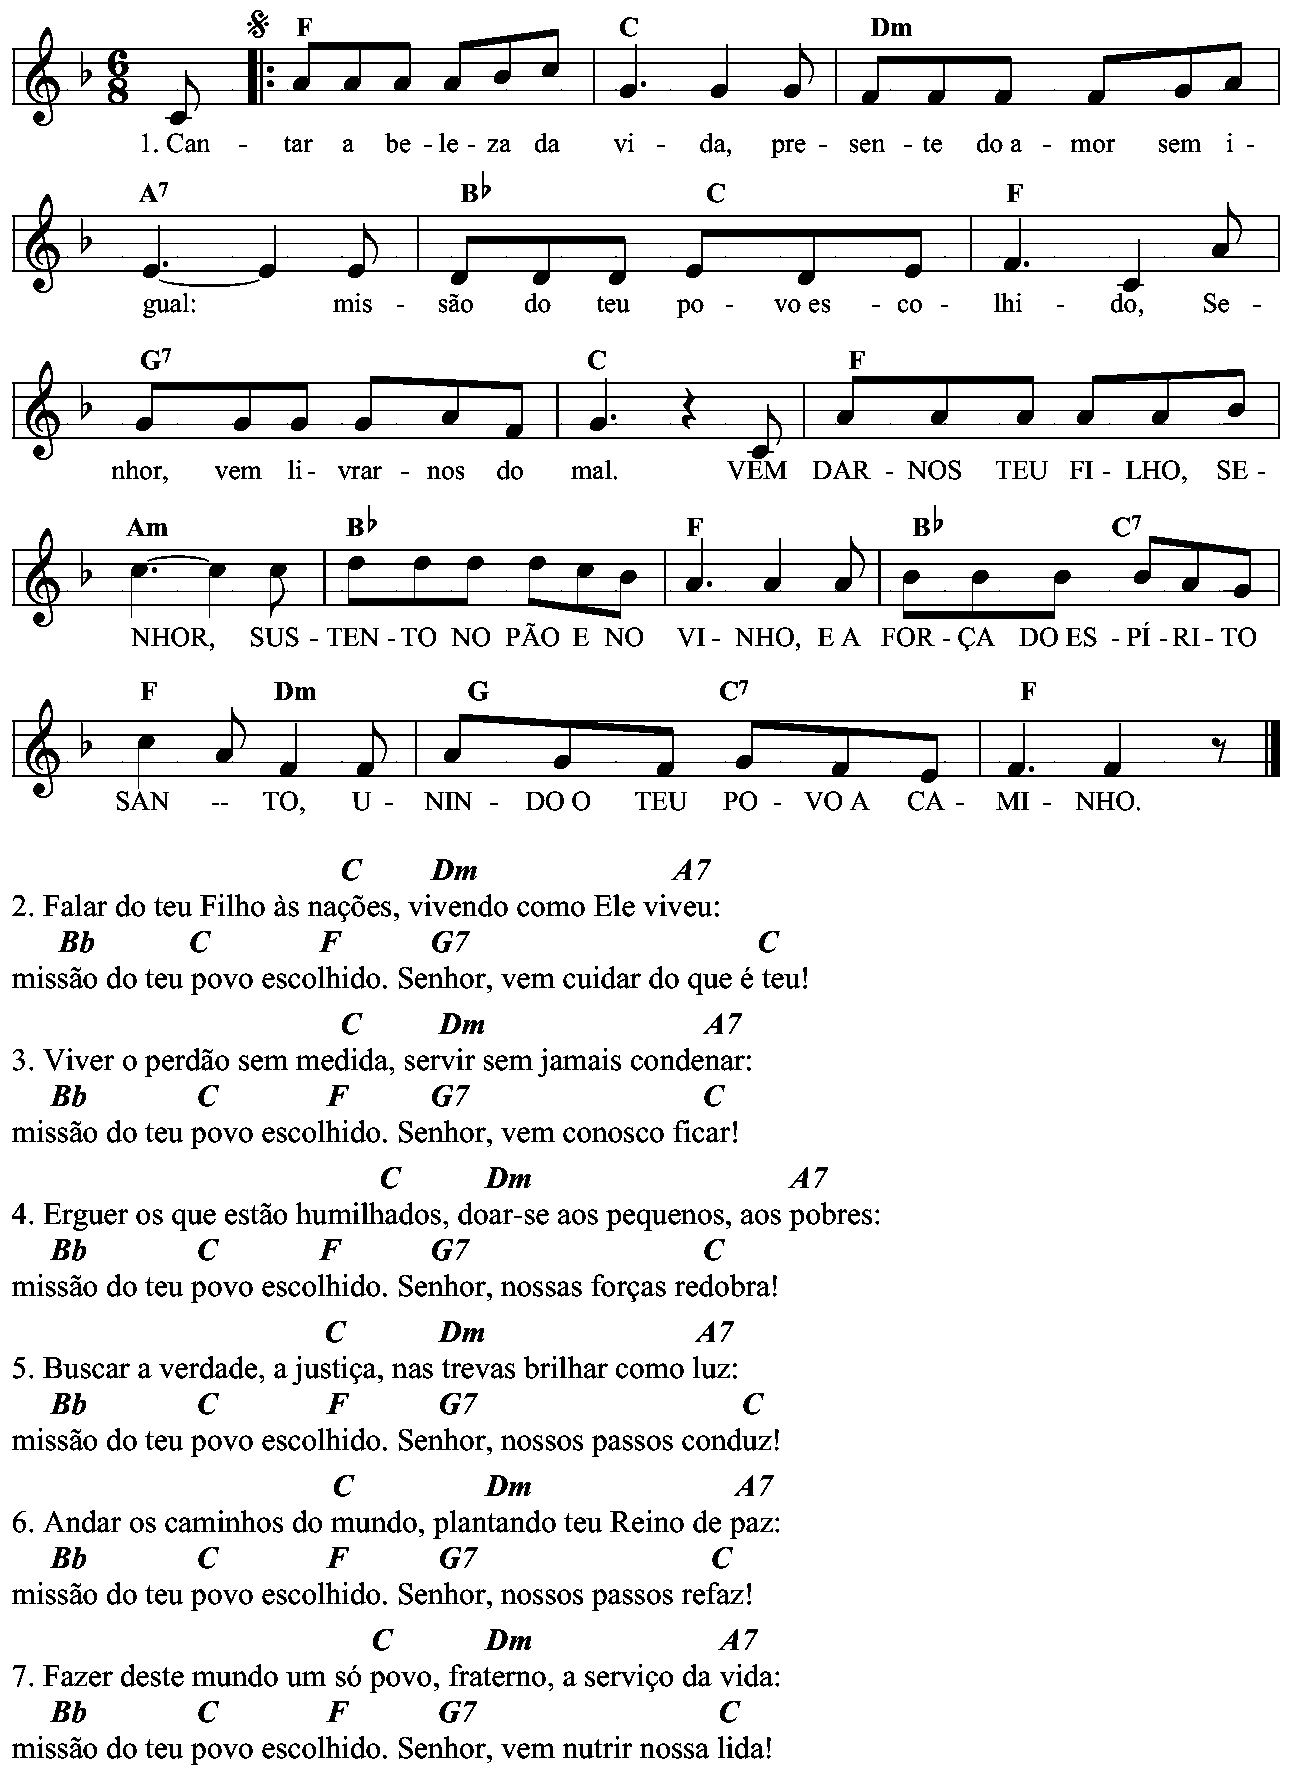 F C Dm
6
8
1. Can - tar a be - le - za da vi - da, pre - sen - te do a - mor sem i -
A7 Bb C F
gual: mis - são do teu po - vo es - co - lhi - do, Se -
G7 C F
nhor, vem li - vrar - nos do mal. VEM DAR - NOS TEU FI - LHO, SE -
Am Bb F Bb C7
NHOR, SUS - TEN - TO NO PÃO E NO VI - NHO, E A FOR - ÇA DO ES - PÍ - RI - TO
F Dm G C7 F
SAN -- TO, U - NIN - DO O TEU PO - VO A CA - MI - NHO.
C Dm A7
2. Falar do teu Filho às nações, vivendo como Ele viveu:
Bb C F G7 C
missão do teu povo escolhido. Senhor, vem cuidar do que é teu!
C Dm A7
3. Viver o perdão sem medida, servir sem jamais condenar:
Bb C F G7 C
missão do teu povo escolhido. Senhor, vem conosco ficar!
C Dm A7
4. Erguer os que estão humilhados, doar-se aos pequenos, aos pobres:
Bb C F G7 C
missão do teu povo escolhido. Senhor, nossas forças redobra!
C Dm A7
5. Buscar a verdade, a justiça, nas trevas brilhar como luz:
Bb C F G7 C
missão do teu povo escolhido. Senhor, nossos passos conduz!
C Dm A7
6. Andar os caminhos do mundo, plantando teu Reino de paz:
Bb C F G7 C
missão do teu povo escolhido. Senhor, nossos passos refaz!
C Dm A7
7. Fazer deste mundo um só povo, fraterno, a serviço da vida:
Bb C F G7 C
missão do teu povo escolhido. Senhor, vem nutrir nossa lida!